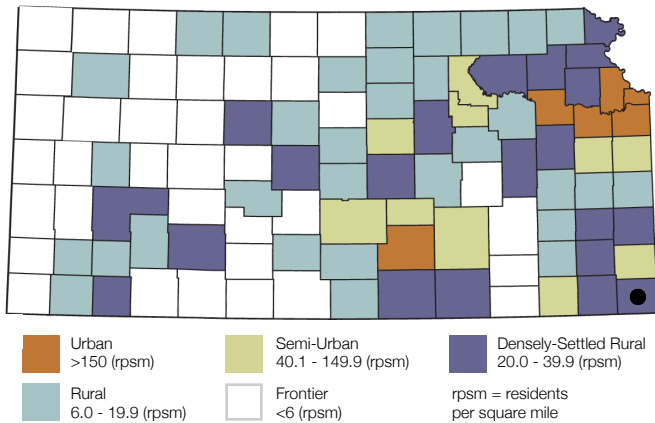 Urban
>150 (rpsm)
Semi-Urban
40.1 - 149.9 (rpsm)
Densely-Settled Rural
20.0 - 39.9 (rpsm)
Rural
6.0 - 19.9 (rpsm)
Frontier
<6 (rpsm)
rpsm = residents
per square mile